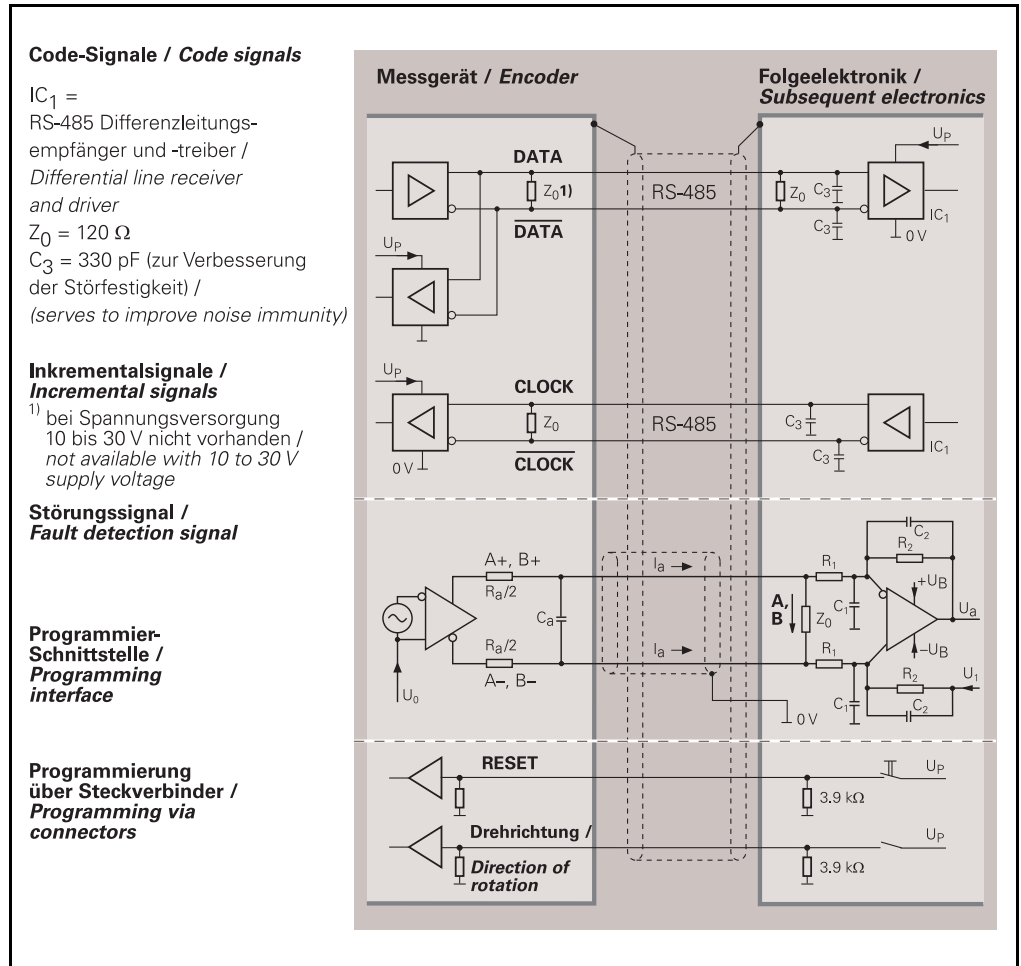 Code-Signale / Code signals
IC1 =
RS-485 Differenzleitungs-
empfänger und -treiber /
Differential line receiver
and driver
Z0 = 120 Ω
C3 = 330 pF (zur Verbesserung
der Störfestigkeit) /
(serves to improve noise immunity)
Inkrementalsignale /
Incremental signals
1) bei Spannungsversorgung
10 bis 30 V nicht vorhanden /
not available with 10 to 30 V
supply voltage
Störungssignal /
Fault detection signal
Programmier-
Schnittstelle /
Programming
interface
Programmierung
über Steckverbinder /
Programming via
connectors
Messgerät / Encoder
Folgeelektronik /
Subsequent electronics
DATA
UP
Z01)
RS-485
Z0
C3
C3
IC1
DATA
0 V
UP
UP
CLOCK
Z0
RS-485
C3
C3
IC1
0 V
CLOCK
A+, B+
Ra/2
Ca
Ra/2
A–, B–
U0
Ia
Ia
0 V
C2
R2
R1
C1
+UB
A,
B
Z0
Ua
–UB
R1
C1
R2
C2
U1
RESET
UP
3.9 kΩ
Drehrichtung /
Direction of
rotation
UP
3.9 kΩ